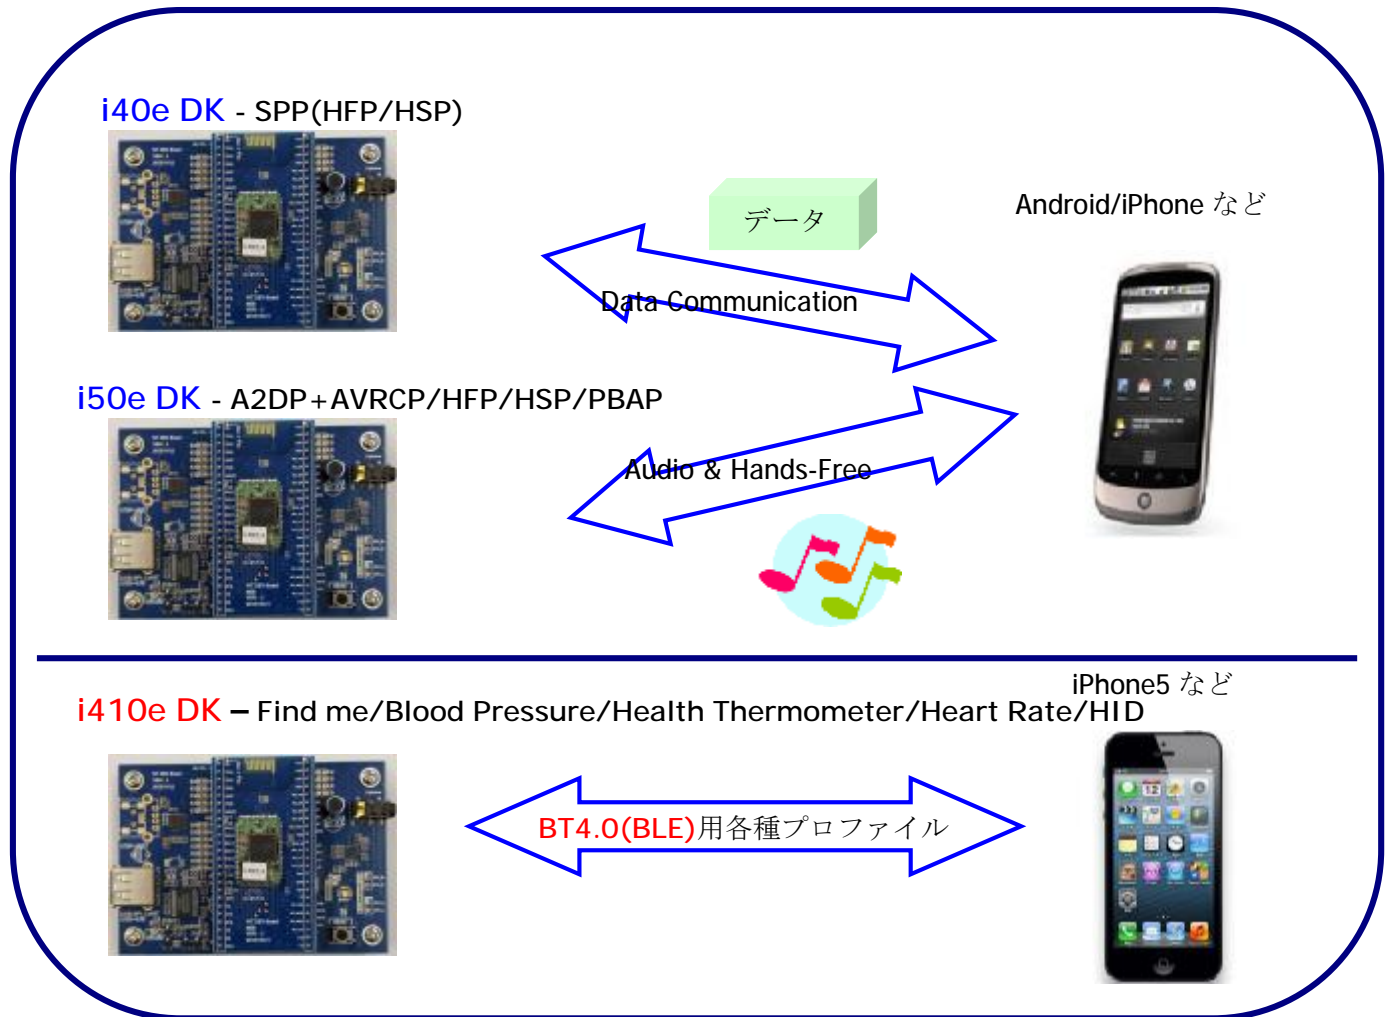 i40e DK - SPP(HFP/HSP)
データ
Android/iPhone など
Data Communication
i50e DK - A2DP+AVRCP/HFP/HSP/PBAP
Audio & Hands-Free
iPhone5 など
i410e DK – Find me/Blood Pressure/Health Thermometer/Heart Rate/HID
BT4.0(BLE)用各種プロファイル